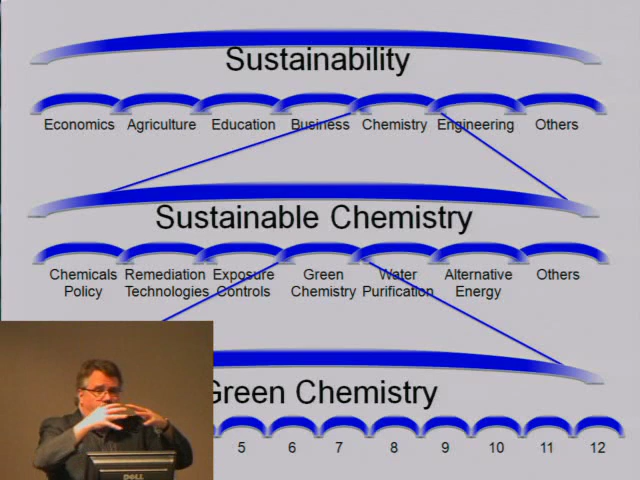 Sustainability
Economics Agriculture Education Business Chemistry Engineering Others
Sustainable Chemistry
Chemicals Remediation Exposure Green Water Alternative Others
Policy Technologies Controls Chemistry Purification Energy
Green Chemistry
5 6 7 8 9 10 11 12
DELL